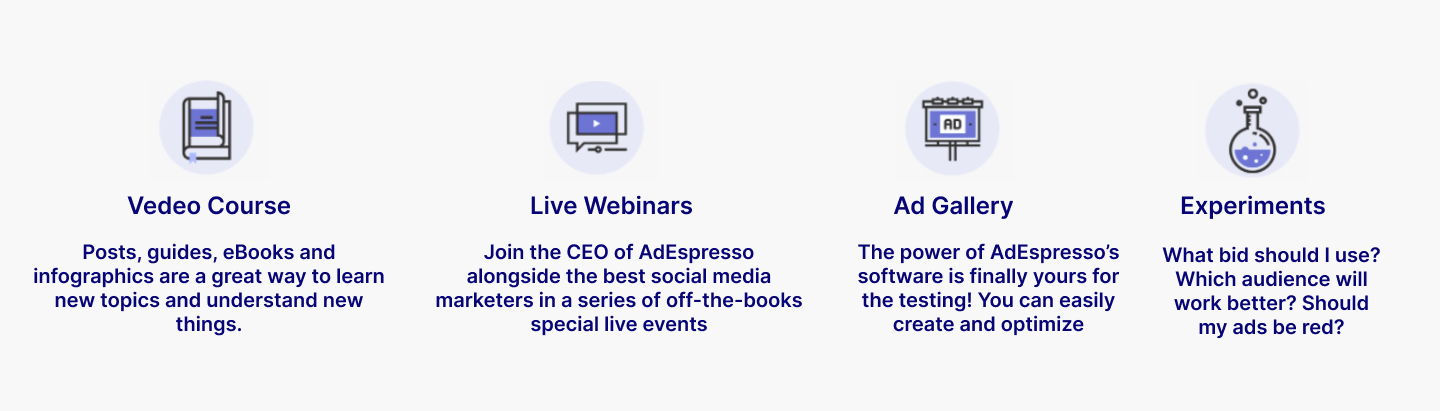 AD
Vedeo Course
Posts, guides, eBooks and
infographics are a great way to learn
new topics and understand new
things.
Live Webinars
Join the CEO of AdEspresso
alongside the best social media
marketers in a series of off-the-books
special live events
Ad Gallery
The power of AdEspresso’s
software is finally yours for
the testing! You can easily
create and optimize
Experiments
What bid should I use?
Which audience will
work better? Should
my ads be red?